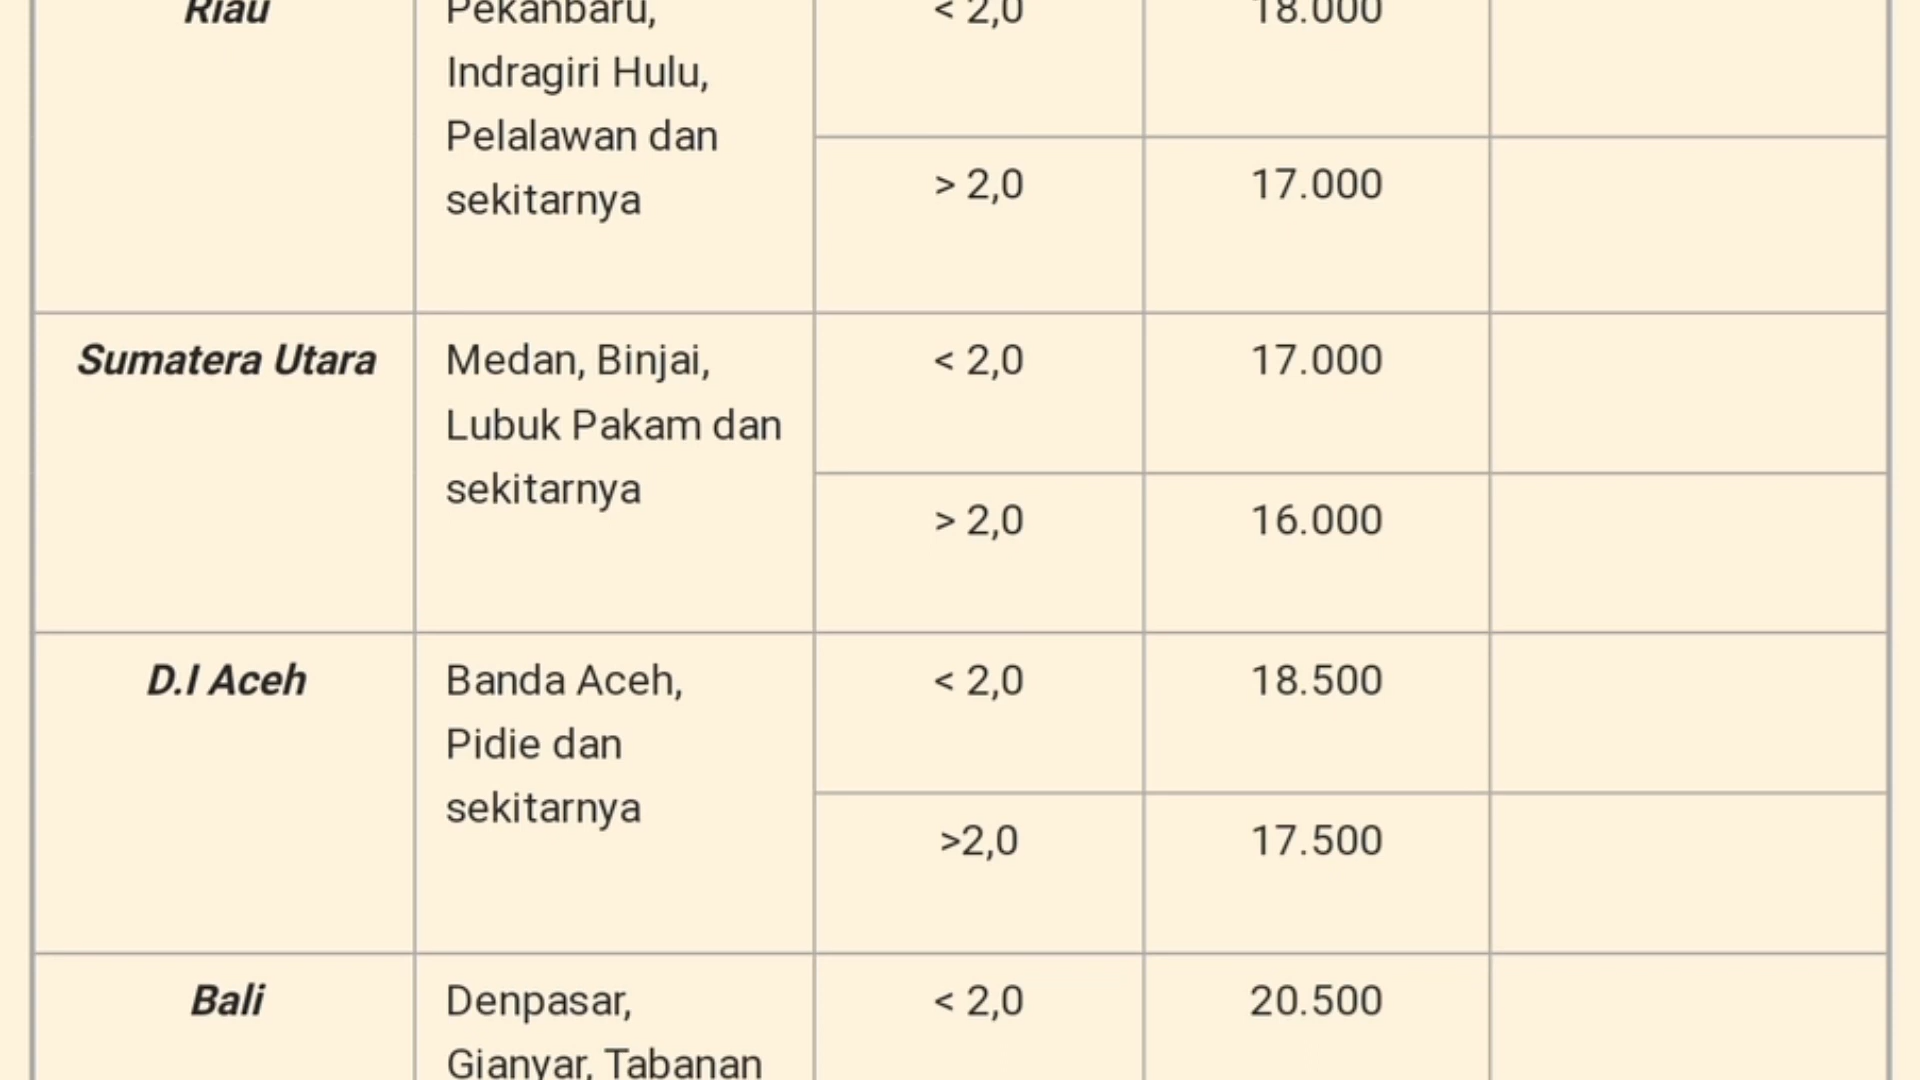 Riau
Pekanbaru,
Indragiri Hulu,
Pelalawan dan
sekitarnya
< 2,0
18.000
> 2,0
17.000
Sumatera Utara
Medan, Binjai,
Lubuk Pakam dan
sekitarnya
< 2,0
17.000
> 2,0
16.000
D.I Aceh
Banda Aceh,
Pidie dan
sekitarnya
< 2,0
18.500
>2,0
17.500
Bali
Denpasar,
Gianyar, Tabanan
< 2,0
20.500